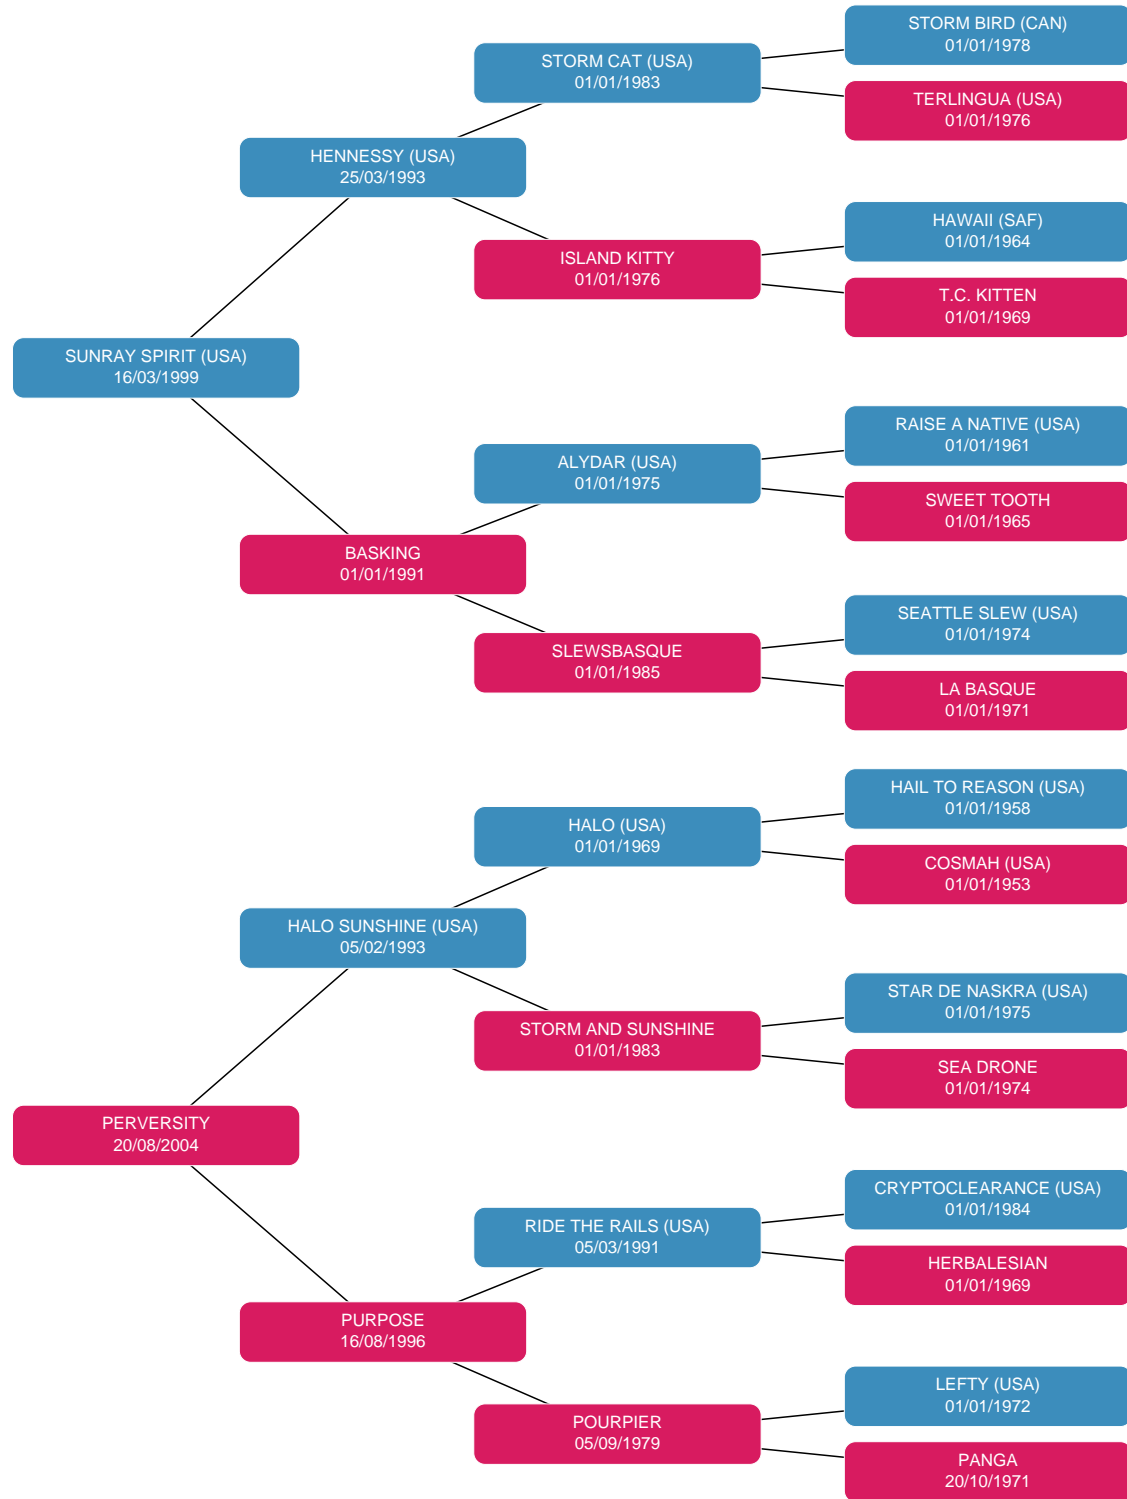 STORM BIRD (CAN)
01/01/1978
STORM CAT (USA)
01/01/1983
TERLINGUA (USA)
01/01/1976
HENNESSY (USA)
25/03/1993
HAWAII (SAF)
01/01/1964
ISLAND KITTY
01/01/1976
T.C. KITTEN
01/01/1969
SUNRAY SPIRIT (USA)
16/03/1999
RAISE A NATIVE (USA)
01/01/1961
ALYDAR (USA)
01/01/1975
SWEET TOOTH
01/01/1965
BASKING
01/01/1991
SEATTLE SLEW (USA)
01/01/1974
SLEWSBASQUE
01/01/1985
LA BASQUE
01/01/1971
HAIL TO REASON (USA)
01/01/1958
HALO (USA)
01/01/1969
COSMAH (USA)
01/01/1953
HALO SUNSHINE (USA)
05/02/1993
STAR DE NASKRA (USA)
01/01/1975
STORM AND SUNSHINE
01/01/1983
SEA DRONE
01/01/1974
PERVERSITY
20/08/2004
CRYPTOCLEARANCE (USA)
01/01/1984
RIDE THE RAILS (USA)
05/03/1991
HERBALESIAN
01/01/1969
PURPOSE
16/08/1996
LEFTY (USA)
01/01/1972
POURPIER
05/09/1979
PANGA
20/10/1971